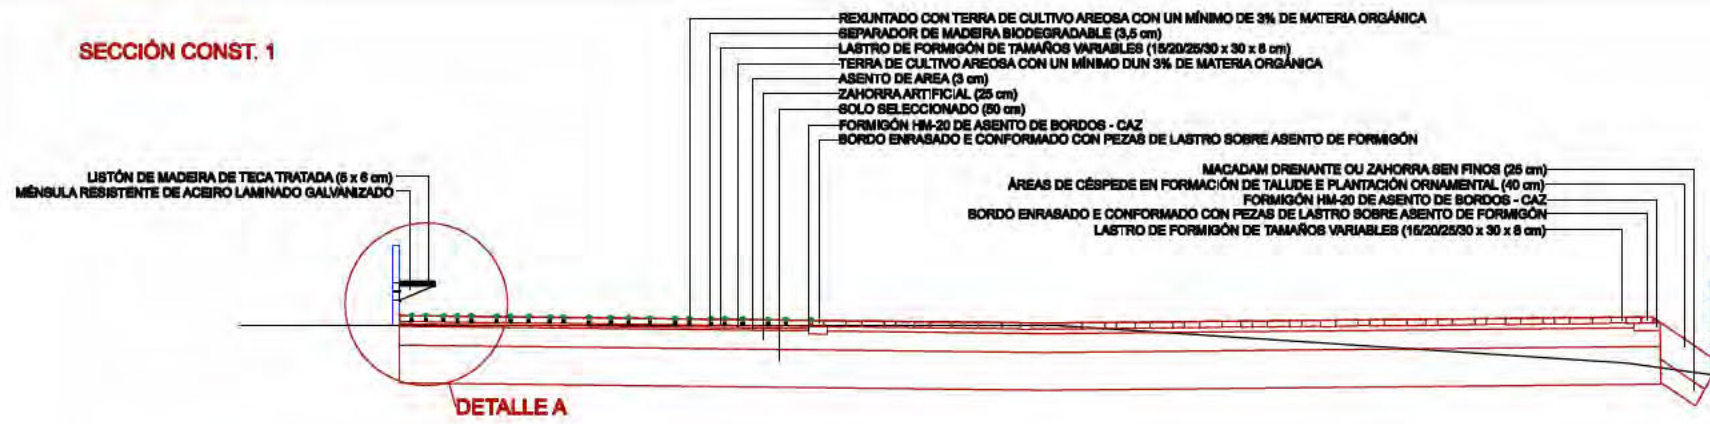 SECCIÓN CONST. 1
REXUNTADO CON TERRA DE CULTIVO AREOSA CON UN MÍNIMO DE 3% DE MATERIA ORGÁNICA
SEPARADOR DE MADEIRA BIODEGRADABLE (3,5 cm)
LASTRO DE FORMIGÓN DE TAMAÑOS VARIABLES (15/20/25/30 x 30 x 8 cm)
TERRA DE CULTIVO AREOSA CON UN MÍNIMO DUN 3% DE MATERIA ORGÁNICA
ASENTO DE AREA (3 cm)
ZAHORRA ARTIFICIAL (25 cm)
SOLO SELECCIONADO (50 cm)
FORMIGÓN HM-20 DE ASENTO DE BORDOS - CAZ
BORDO ENRASADO E CONFORMADO CON PEZAS DE LASTRO SOBRE ASENTO DE FORMIGÓN
LISTÓN DE MADEIRA DE TECA TRATADA (5 x 6 cm)
MÉNSULA RESISTENTE DE ACEIRO LAMINADO GALVANIZADO
MACADAM DRENANTE OU ZAHORRA SEN FINOS (25 cm)
ÁREAS DE CÉSPEDE EN FORMACIÓN DE TALUDE E PLANTACIÓN ORNAMENTAL (40 cm)
FORMIGÓN HM-20 DE ASENTO DE BORDOS - CAZ
BORDO ENRASADO E CONFORMADO CON PEZAS DE LASTRO SOBRE ASENTO DE FORMIGÓN
LASTRO DE FORMIGÓN DE TAMAÑOS VARIABLES (15/20/25/30 x 30 x 8 cm)
DETALLE A